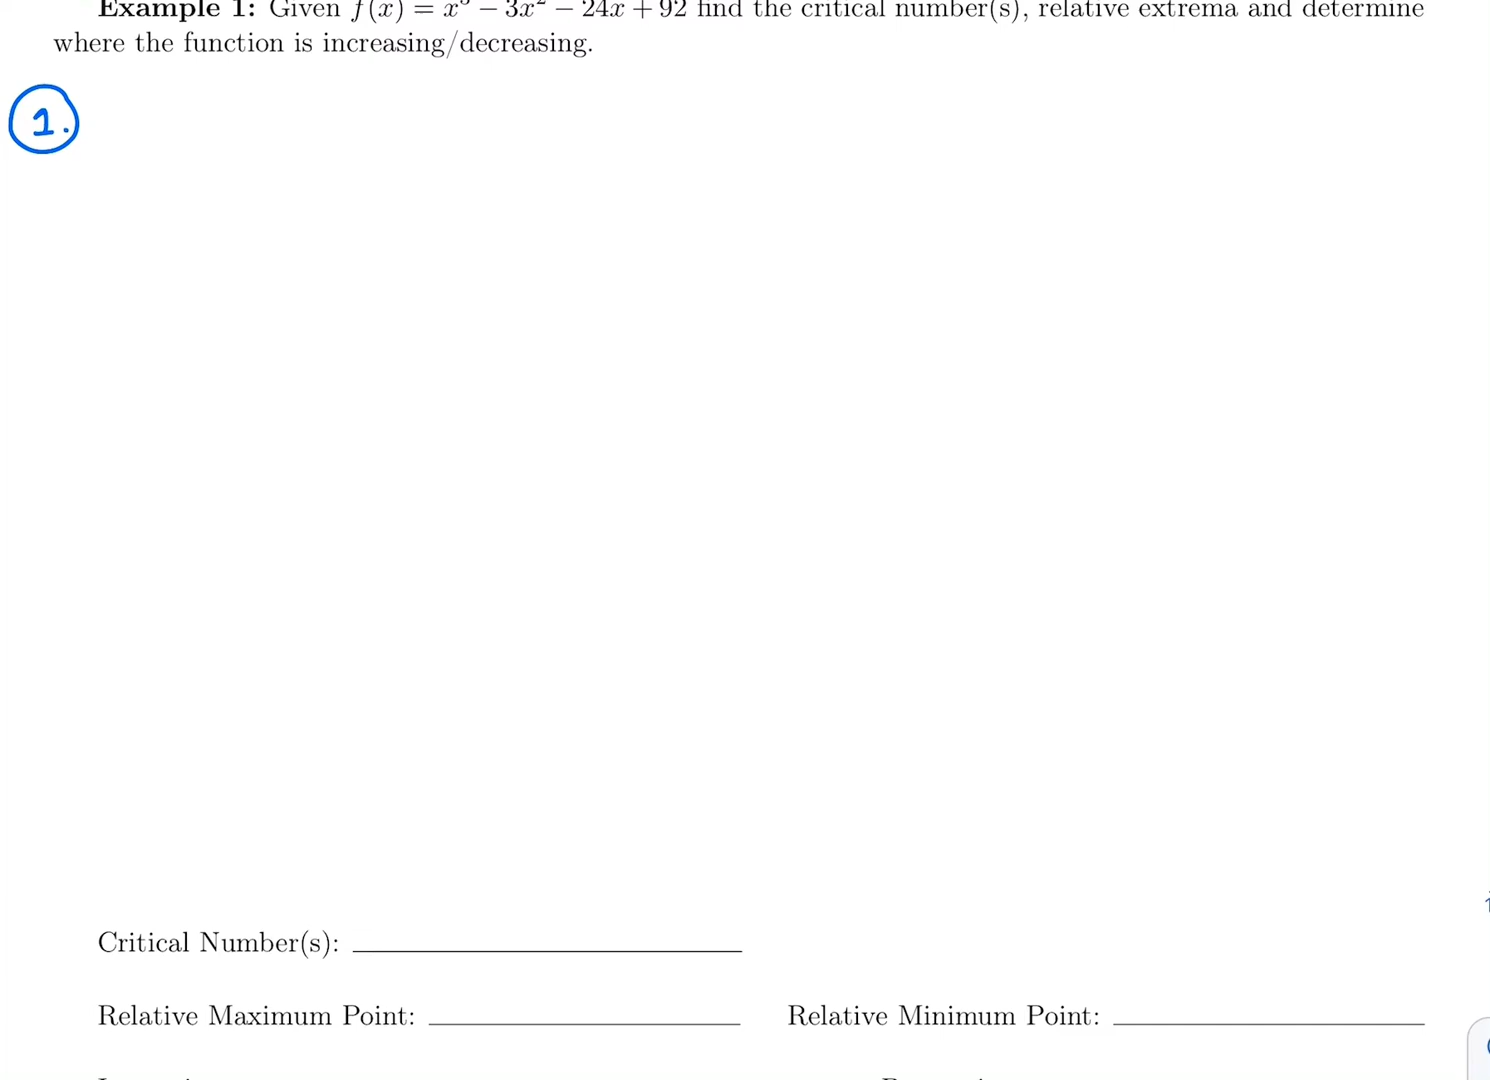 Example 1: Given f(x) = x³ − 3x² − 24x + 92 find the critical number(s), relative extrema and determine
where the function is increasing/decreasing.
1.
Critical Number(s):
Relative Maximum Point: Relative Minimum Point: